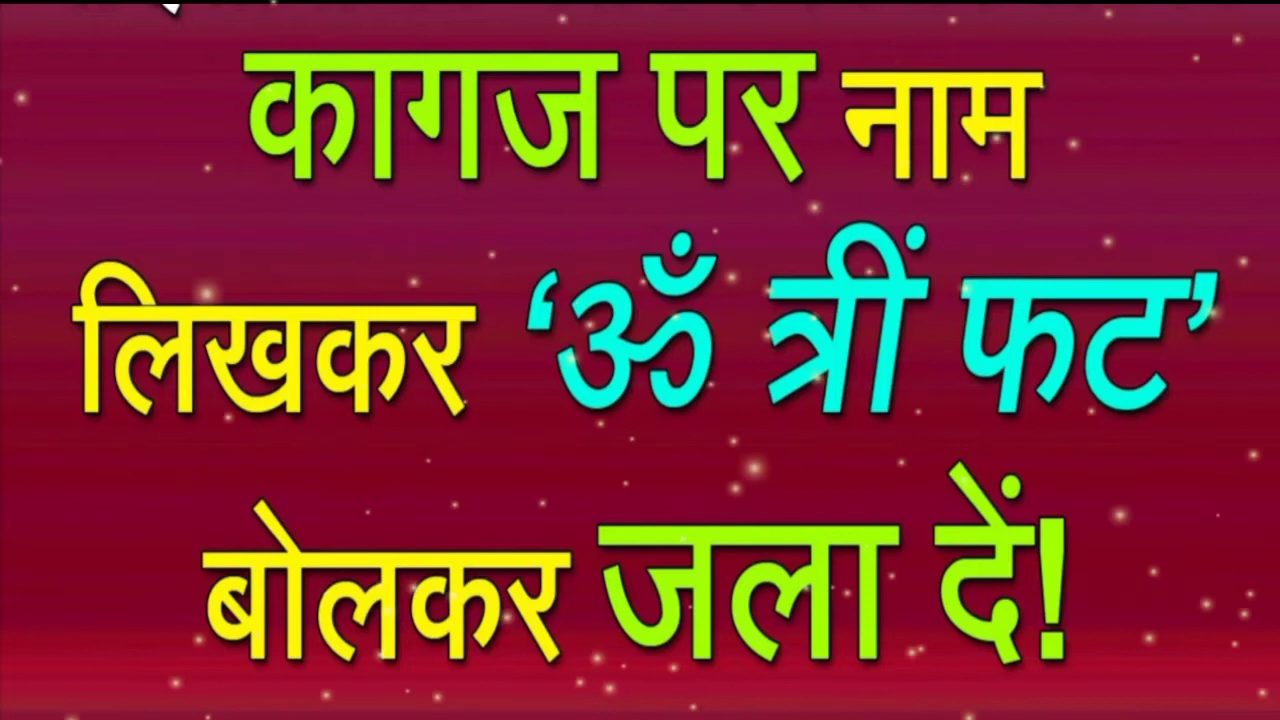 कागज पर नाम
लिखकर ‘ॐ त्रीं फट’
बोलकर जला दें!